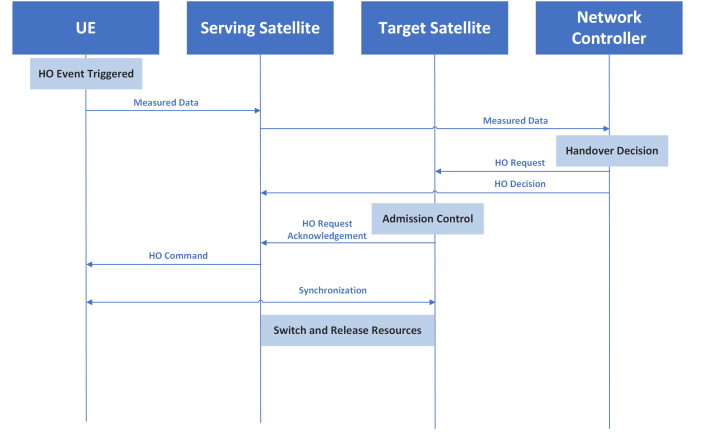 UE
Serving Satellite
Target Satellite
Network
Controller
HO Event Triggered
Measured Data
Measured Data
Handover Decision
HO Request
HO Decision
Admission Control
HO Request
Acknowledgement
HO Command
Synchronization
Switch and Release Resources